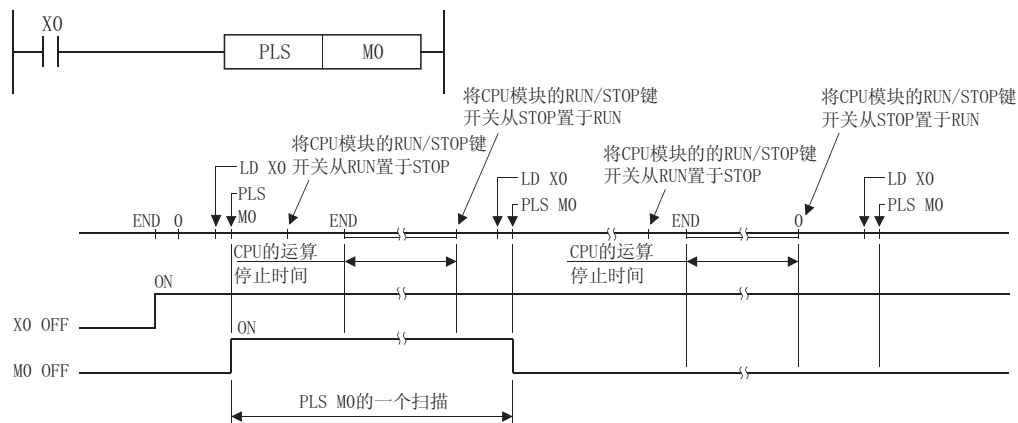 X0
PLS M0
将CPU模块的RUN/STOP键
开关从STOP置于RUN
将CPU模块的RUN/STOP键
开关从STOP置于RUN
将CPU模块的RUN/STOP键
开关从RUN置于STOP
将CPU模块的的RUN/STOP键
开关从RUN置于STOP
LD X0
PLS
M0
LD X0
PLS M0
LD X0
PLS M0
END 0 END END 0
CPU的运算
停止时间
CPU的运算
停止时间
ON
X0 OFF
ON
M0 OFF
PLS M0的一个扫描